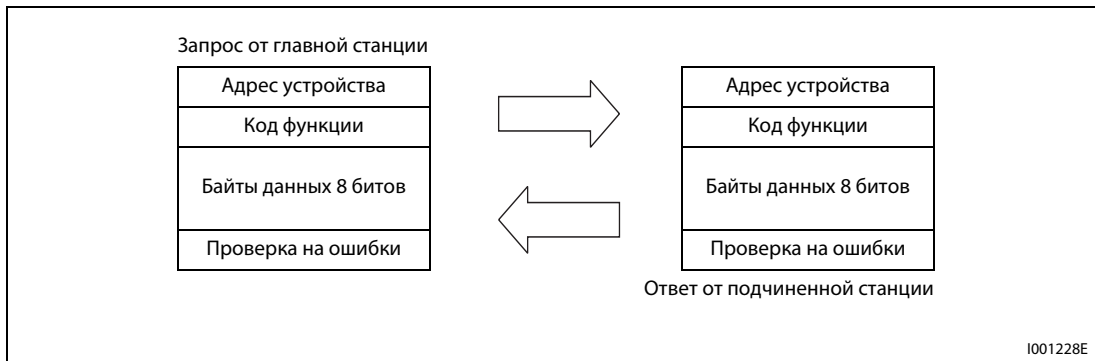 Запрос от главной станции
Адрес устройства
Код функции
Байты данных 8 битов
Проверка на ошибки
Адрес устройства
Код функции
Байты данных 8 битов
Проверка на ошибки
Ответ от подчиненной станции
I001228E